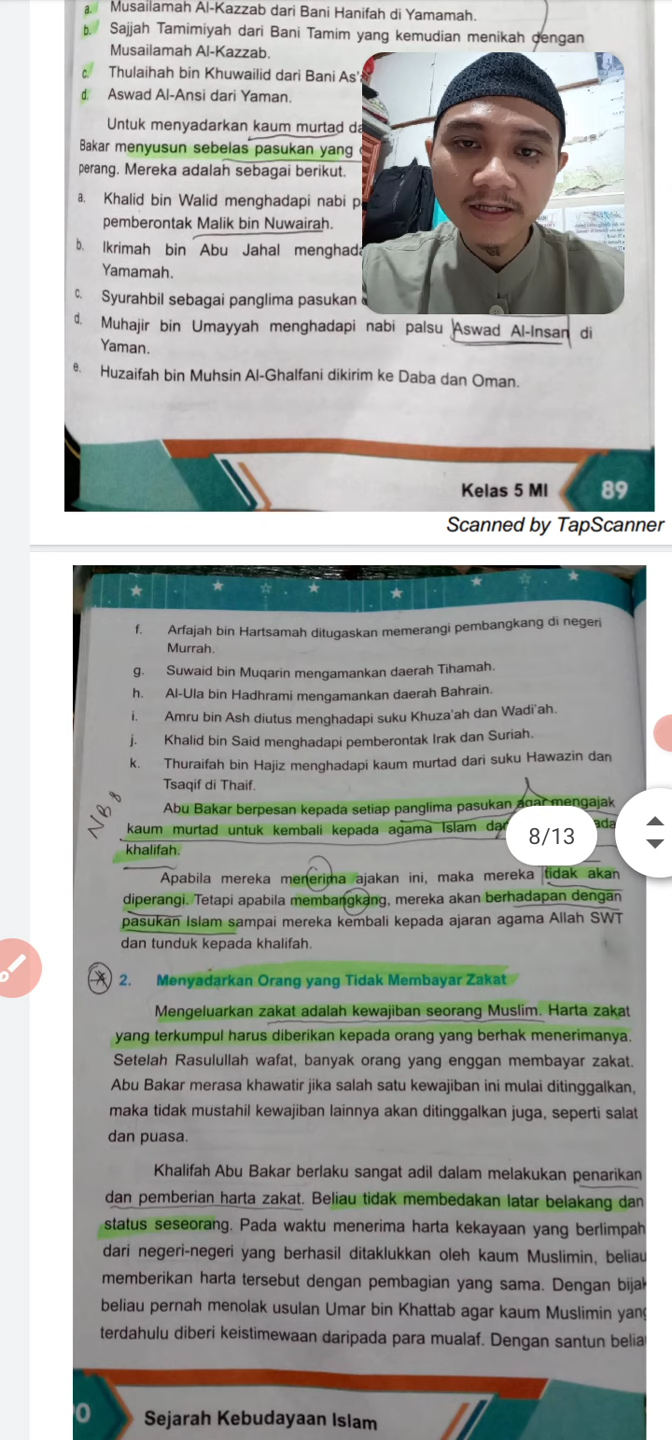 a. Musailamah Al-Kazzab dari Bani Hanifah di Yamamah.
b. Sajjah Tamimiyah dari Bani Tamim yang kemudian menikah dengan
Musailamah Al-Kazzab.
c. Thulaihah bin Khuwailid dari Bani As'
d. Aswad Al-Ansi dari Yaman.
Untuk menyadarkan kaum murtad da
Bakar menyusun sebelas pasukan yang
perang. Mereka adalah sebagai berikut.
a. Khalid bin Walid menghadapi nabi p
pemberontak Malik bin Nuwairah.
b. Ikrimah bin Abu Jahal menghada
Yamamah.
c. Syurahbil sebagai panglima pasukan
d. Muhajir bin Umayyah menghadapi nabi palsu Aswad Al-Insan di
Yaman.
e. Huzaifah bin Muhsin Al-Ghalfani dikirim ke Daba dan Oman.
Kelas 5 MI 89
Scanned by TapScanner
f. Arfajah bin Hartsamah ditugaskan memerangi pembangkang di negeri
Murrah.
g. Suwaid bin Muqarin mengamankan daerah Tihamah.
h. Al-Ula bin Hadhrami mengamankan daerah Bahrain.
i. Amru bin Ash diutus menghadapi suku Khuza'ah dan Wadi'ah.
j. Khalid bin Said menghadapi pemberontak Irak dan Suriah.
k. Thuraifah bin Hajiz menghadapi kaum murtad dari suku Hawazin dan
Tsaqif di Thaif.
NB 8
Abu Bakar berpesan kepada setiap panglima pasukan agar mengajak
kaum murtad untuk kembali kepada agama Islam da ada
khalifah.
8/13
Apabila mereka menerima ajakan ini, maka mereka tidak akan
diperangi. Tetapi apabila membangkang, mereka akan berhadapan dengan
pasukan Islam sampai mereka kembali kepada ajaran agama Allah SWT
dan tunduk kepada khalifah.
2. Menyadarkan Orang yang Tidak Membayar Zakat
Mengeluarkan zakat adalah kewajiban seorang Muslim. Harta zakat
yang terkumpul harus diberikan kepada orang yang berhak menerimanya.
Setelah Rasulullah wafat, banyak orang yang enggan membayar zakat.
Abu Bakar merasa khawatir jika salah satu kewajiban ini mulai ditinggalkan,
maka tidak mustahil kewajiban lainnya akan ditinggalkan juga, seperti salat
dan puasa.
Khalifah Abu Bakar berlaku sangat adil dalam melakukan penarikan
dan pemberian harta zakat. Beliau tidak membedakan latar belakang dan
status seseorang. Pada waktu menerima harta kekayaan yang berlimpah
dari negeri-negeri yang berhasil ditaklukkan oleh kaum Muslimin, beliau
memberikan harta tersebut dengan pembagian yang sama. Dengan bijak
beliau pernah menolak usulan Umar bin Khattab agar kaum Muslimin yang
terdahulu diberi keistimewaan daripada para mualaf. Dengan santun belia
0 Sejarah Kebudayaan Islam